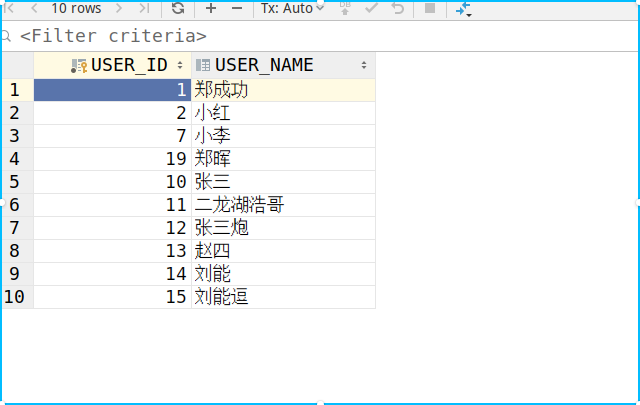 10 rows Tx: Auto DB
<Filter criteria>
USER_ID USER_NAME
1 1 郑成功
2 2 小红
3 7 小李
4 19 郑晖
5 10 张三
6 11 二龙湖浩哥
7 12 张三炮
8 13 赵四
9 14 刘能
10 15 刘能逗